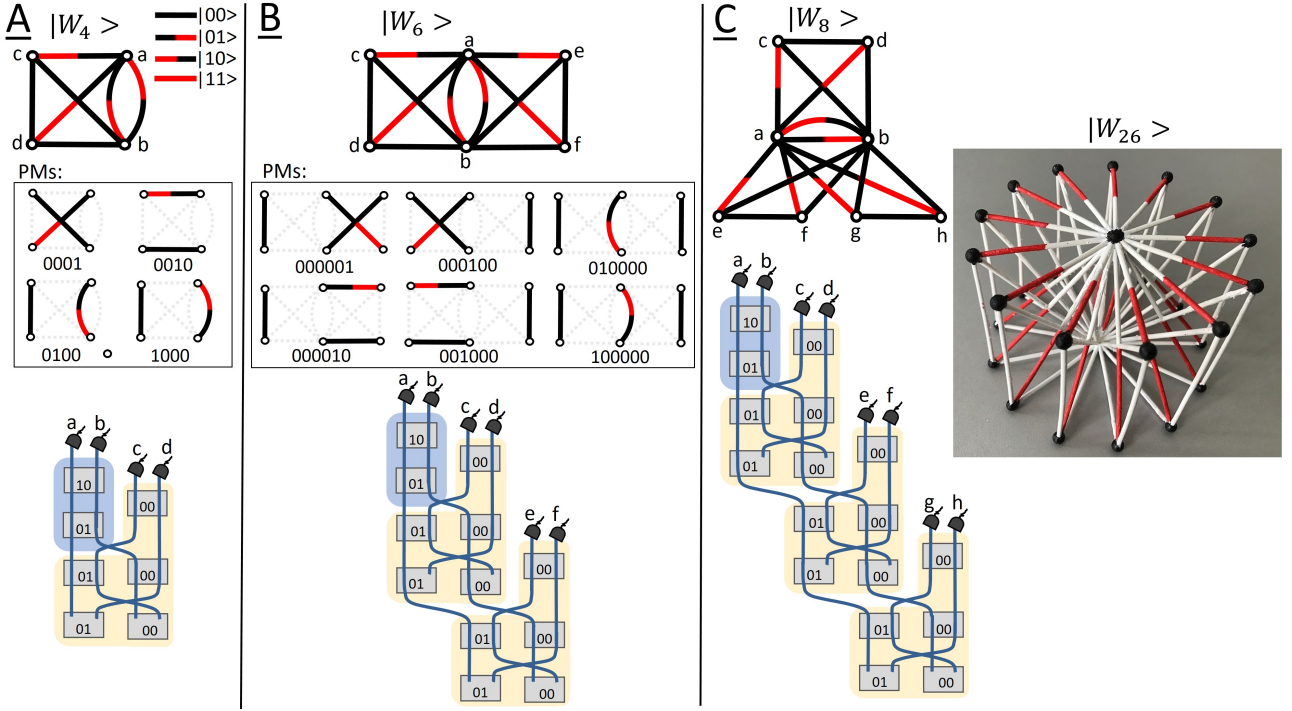 A
|W₄ >
|00>
|01>
|10>
|11>
c
a
d
b
PMs:
0001
0010
0100
1000
a
b
c
d
10
00
01
01
00
01
00
B
|W₆ >
c
a
e
d
b
f
PMs:
000001
000100
010000
000010
001000
100000
a
b
c
d
10
00
01
01
00
e
f
01
00
00
01
00
01
00
C
|W₈ >
c
d
a
b
e
f
g
h
a
b
c
d
10
00
01
01
00
e
f
01
00
00
01
00
g
h
01
00
00
01
00
01
00
|W₂₆ >